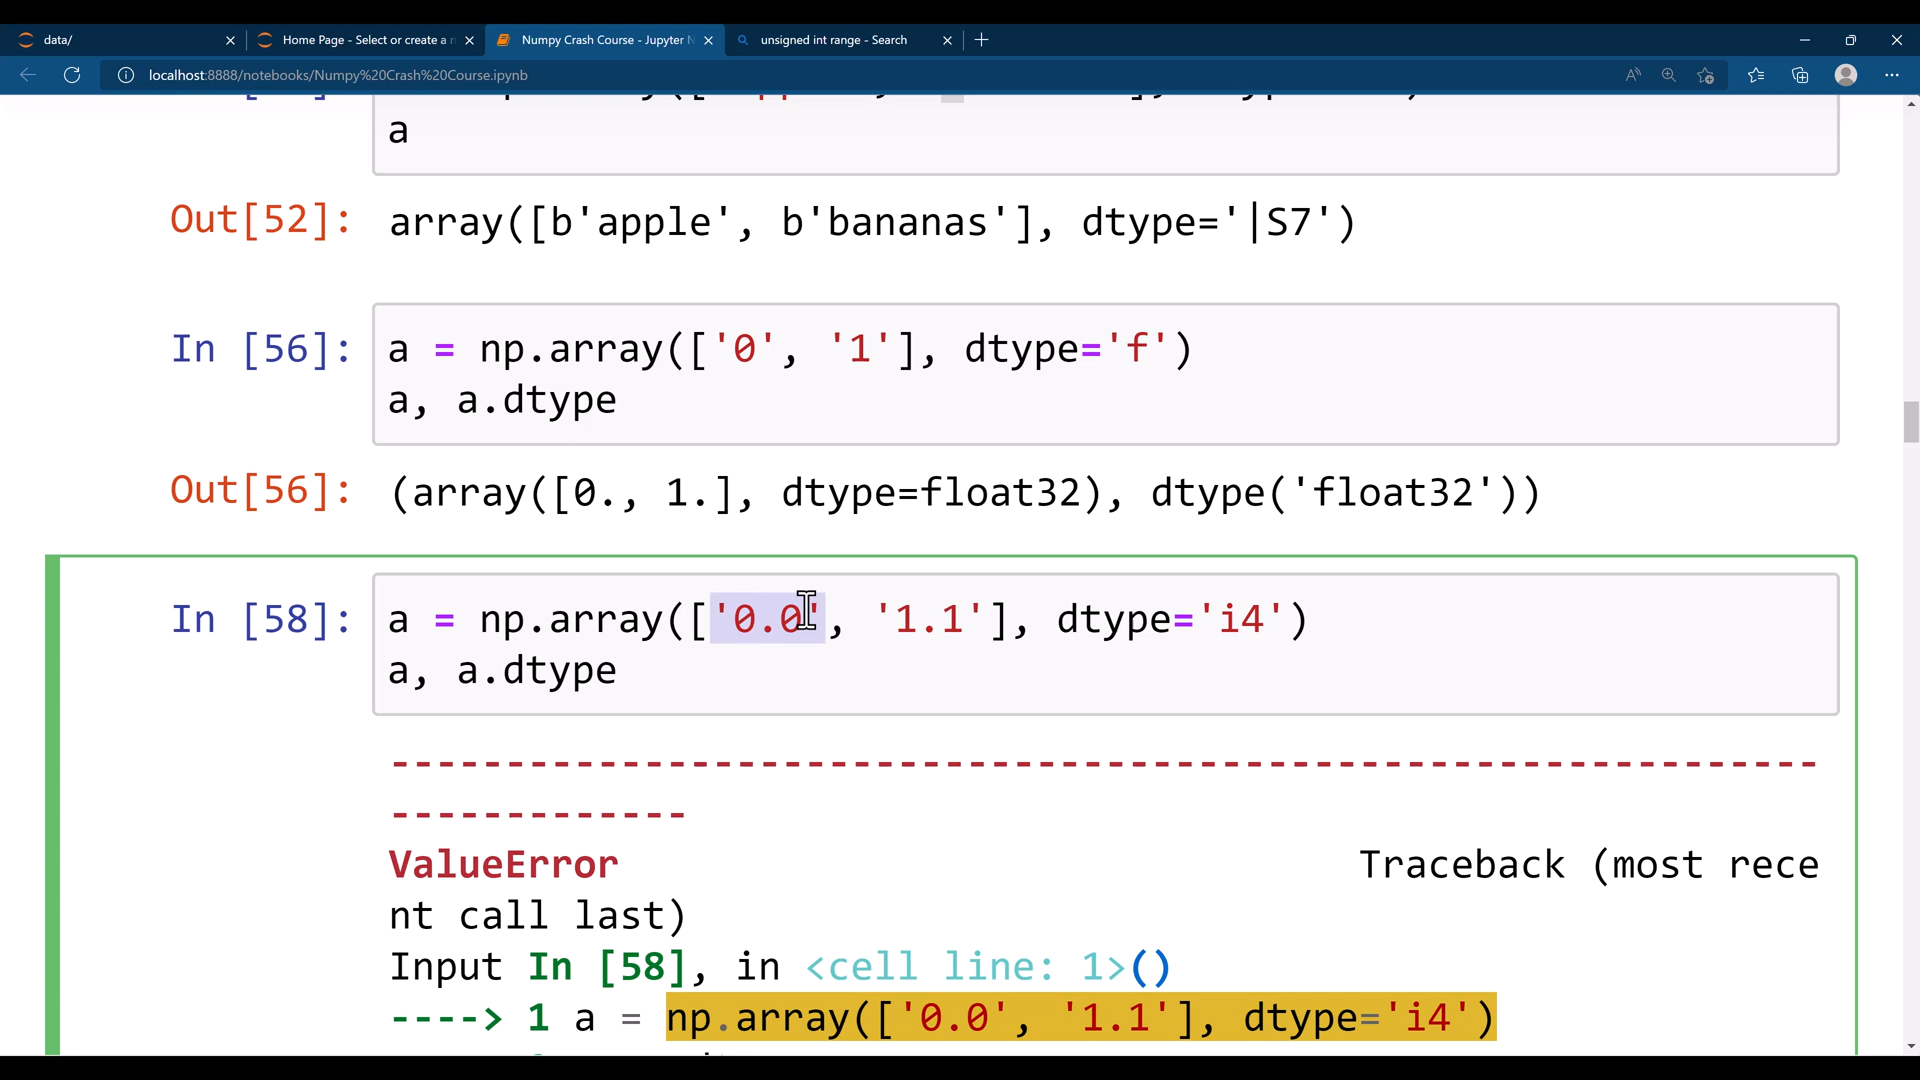 data/
Home Page - Select or create a n
Numpy Crash Course - Jupyter N
unsigned int range - Search
localhost:8888/notebooks/Numpy%20Crash%20Course.ipynb
a
Out[52]: array([b'apple', b'bananas'], dtype='|S7')
In [56]: a = np.array(['0', '1'], dtype='f')
a, a.dtype
Out[56]: (array([0., 1.], dtype=float32), dtype('float32'))
In [58]: a = np.array(['0.0', '1.1'], dtype='i4')
a, a.dtype
--------------------------------------------------------------
-------------
ValueError Traceback (most rece
nt call last)
Input In [58], in <cell line: 1>()
----> 1 a = np.array(['0.0', '1.1'], dtype='i4')